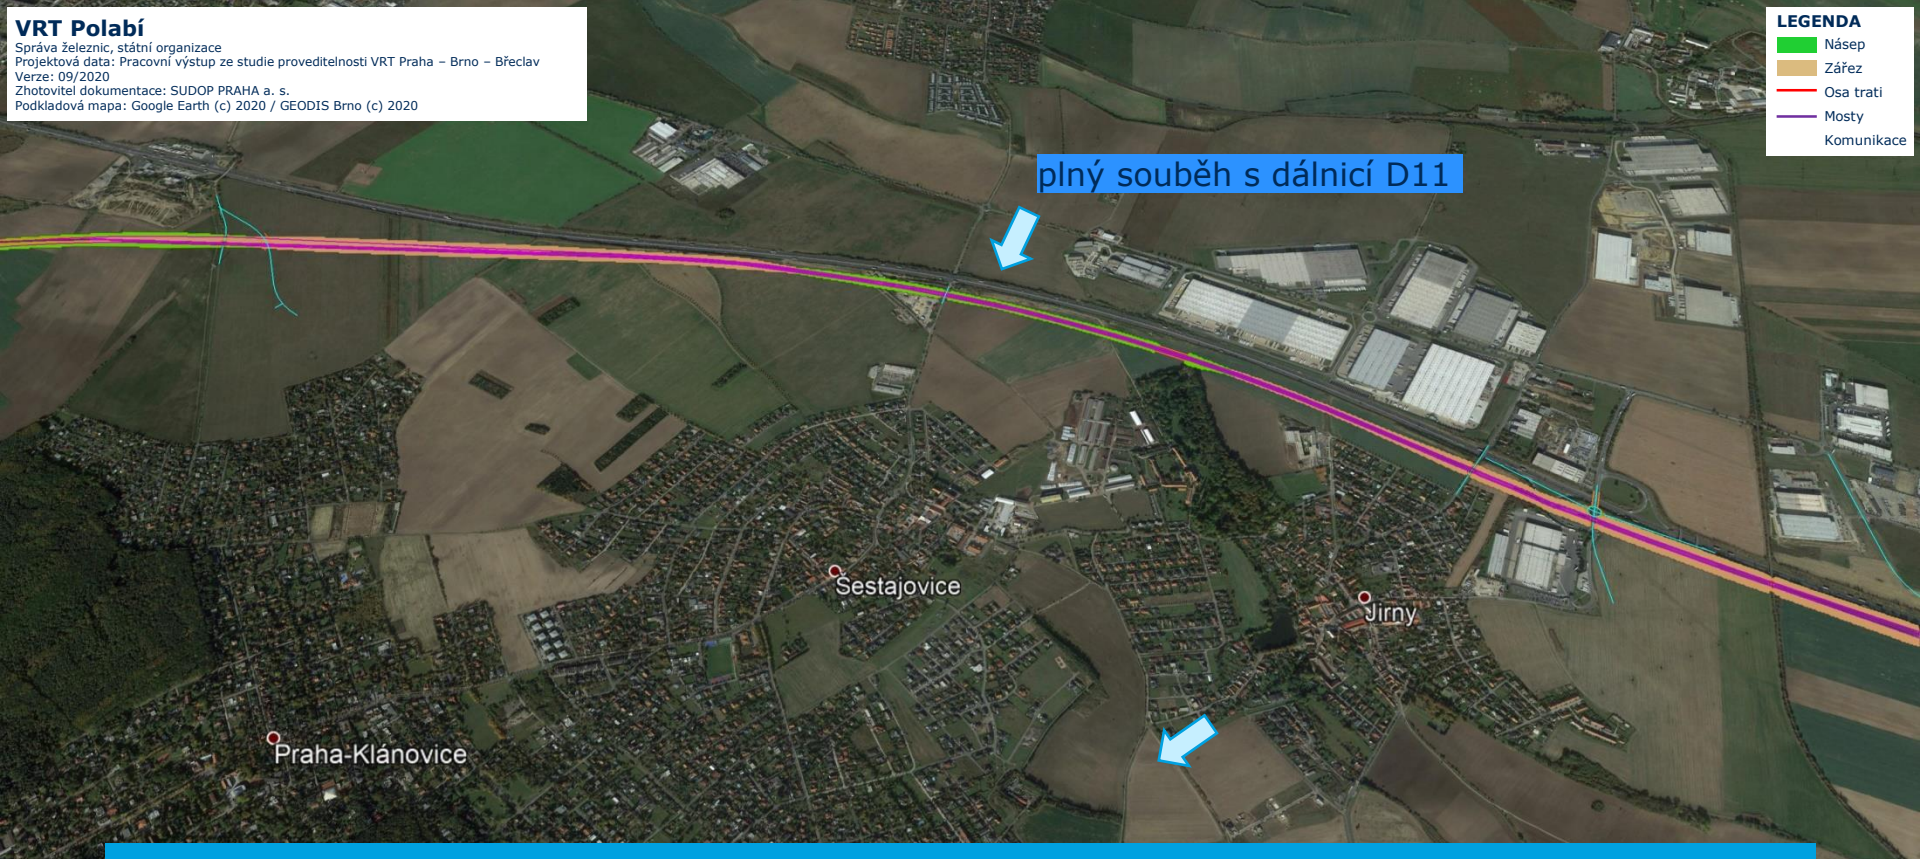 VRT Polabí
Správa železnic, státní organizace
Projektová data: Pracovní výstup ze studie proveditelnosti VRT Praha – Brno – Břeclav
Verze: 09/2020
Zhotovitel dokumentace: SUDOP PRAHA a. s.
Podkladová mapa: Google Earth (c) 2020 / GEODIS Brno (c) 2020
LEGENDA
Násep
Zářez
Osa trati
Mosty
Komunikace
plný souběh s dálnicí D11
Šestajovice
Jirny
Praha-Klánovice